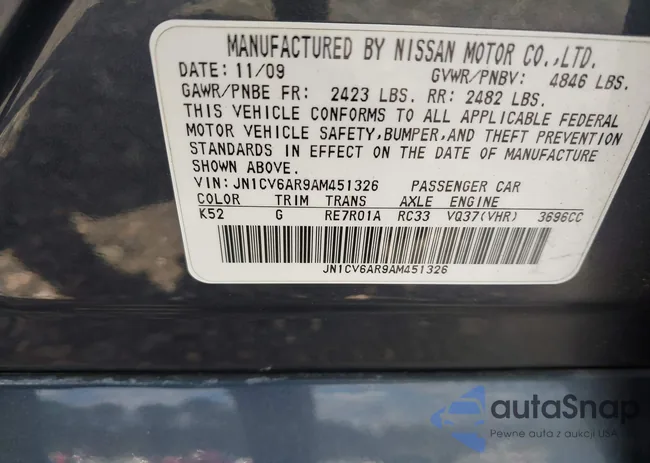 MANUFACTURED BY NISSAN MOTOR CO.,LTD.
DATE: 11/09 GVWR/PNBV: 4846 LBS.
GAWR/PNBE FR: 2423 LBS. RR: 2482 LBS.
THIS VEHICLE CONFORMS TO ALL APPLICABLE FEDERAL
MOTOR VEHICLE SAFETY,BUMPER,AND THEFT PREVENTION
STANDARDS IN EFFECT ON THE DATE OF MANUFACTURE
SHOWN ABOVE.
VIN: JN1CV6AR9AM451326 PASSENGER CAR
COLOR TRIM TRANS AXLE ENGINE
K52 G RE7R01A RC33 VQ37(VHR) 3696CC
JN1CV6AR9AM451326
autaSnap
Pewne auta z aukcji USA